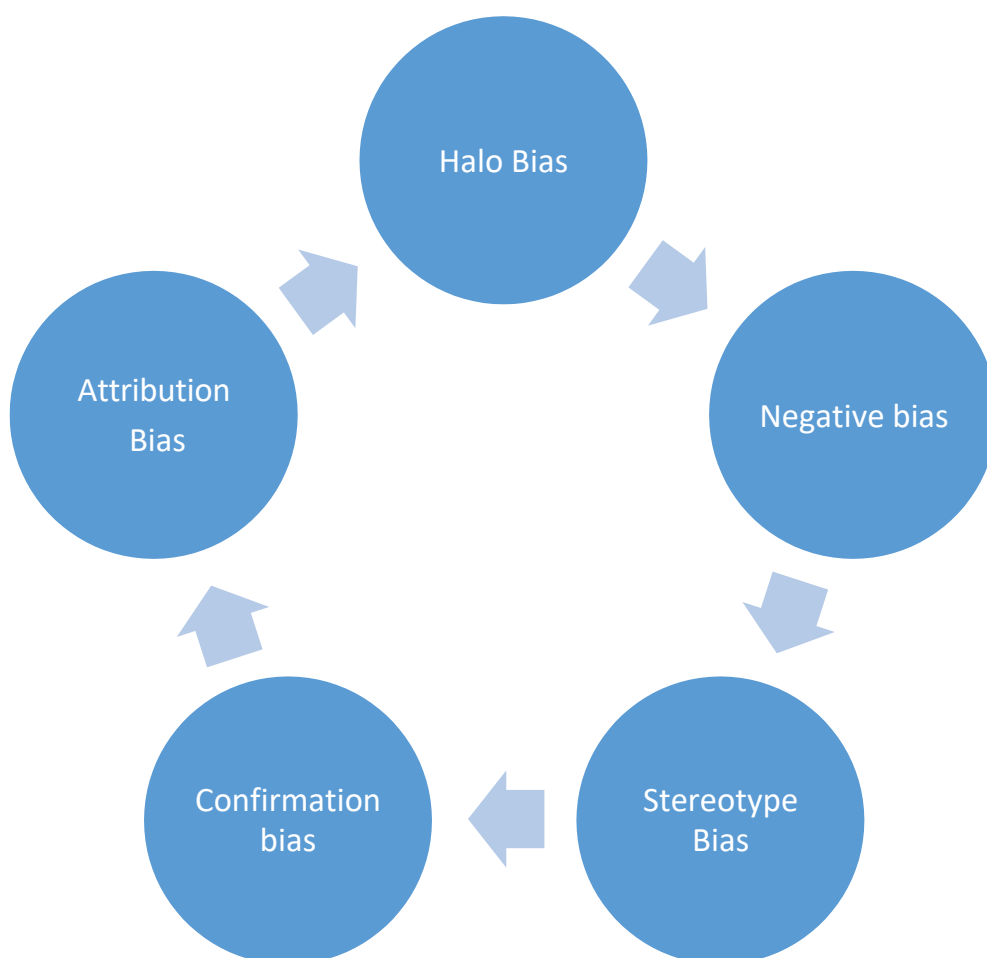 Halo Bias
Negative bias
Stereotype
Bias
Confirmation
bias
Attribution
Bias